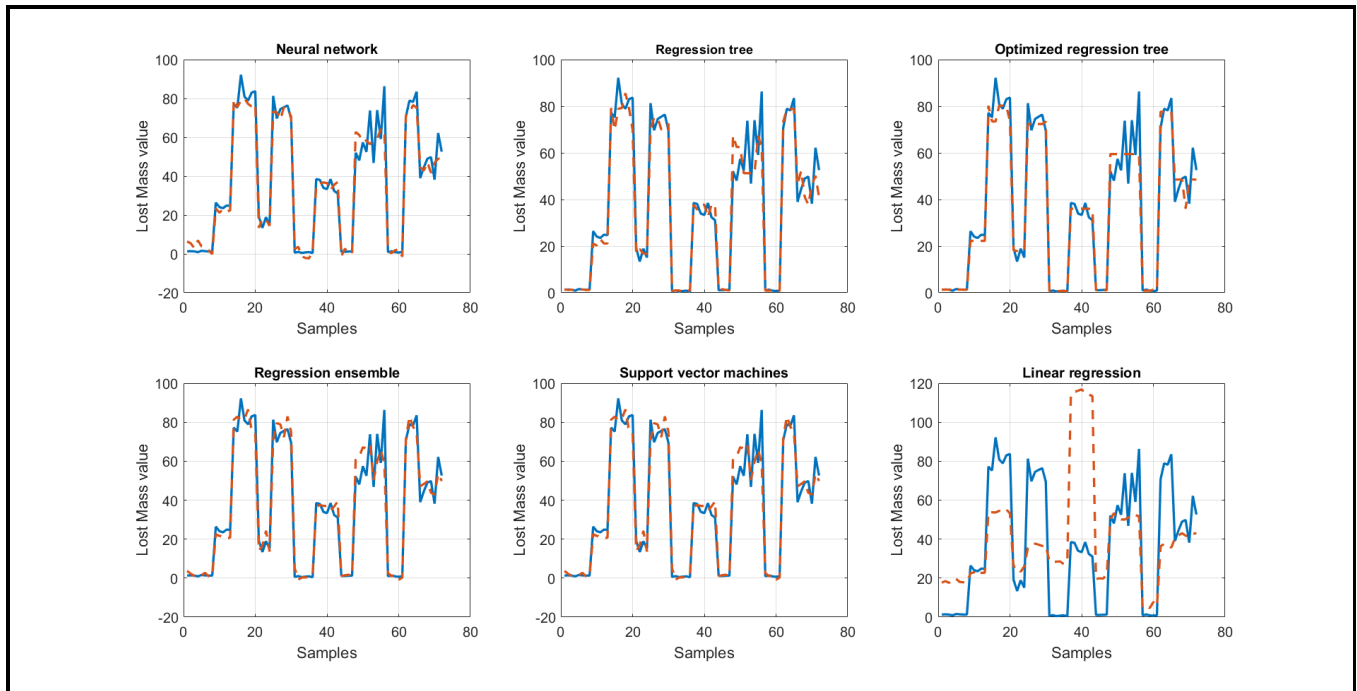 Neural network
100
80
60
40
20
0
-20
0 20 40 60 80
Lost Mass value
Samples
Regression tree
100
80
60
40
20
0
0 20 40 60 80
Lost Mass value
Samples
Optimized regression tree
100
80
60
40
20
0
0 20 40 60 80
Lost Mass value
Samples
Regression ensemble
100
80
60
40
20
0
-20
0 20 40 60 80
Lost Mass value
Samples
Support vector machines
100
80
60
40
20
0
-20
0 20 40 60 80
Lost Mass value
Samples
Linear regression
120
100
80
60
40
20
0
0 20 40 60 80
Lost Mass value
Samples